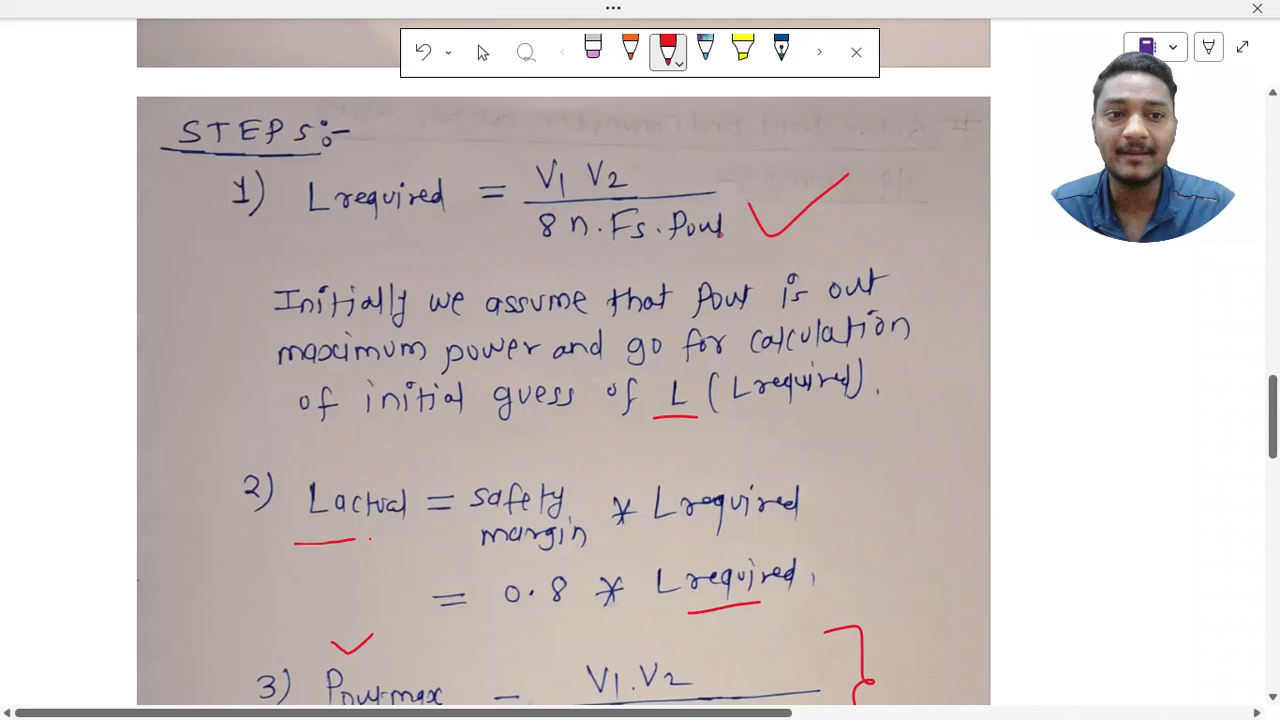 STEPS:-
1) Lrequired = V1 V2 / 8 n. Fs. Pout
Initially we assume that Pout is out
maximum power and go for calculation
of initial guess of L (Lrequired).
2) Lactual = safety margin * Lrequired
= 0.8 * Lrequired
3) Pout-max = V1. V2